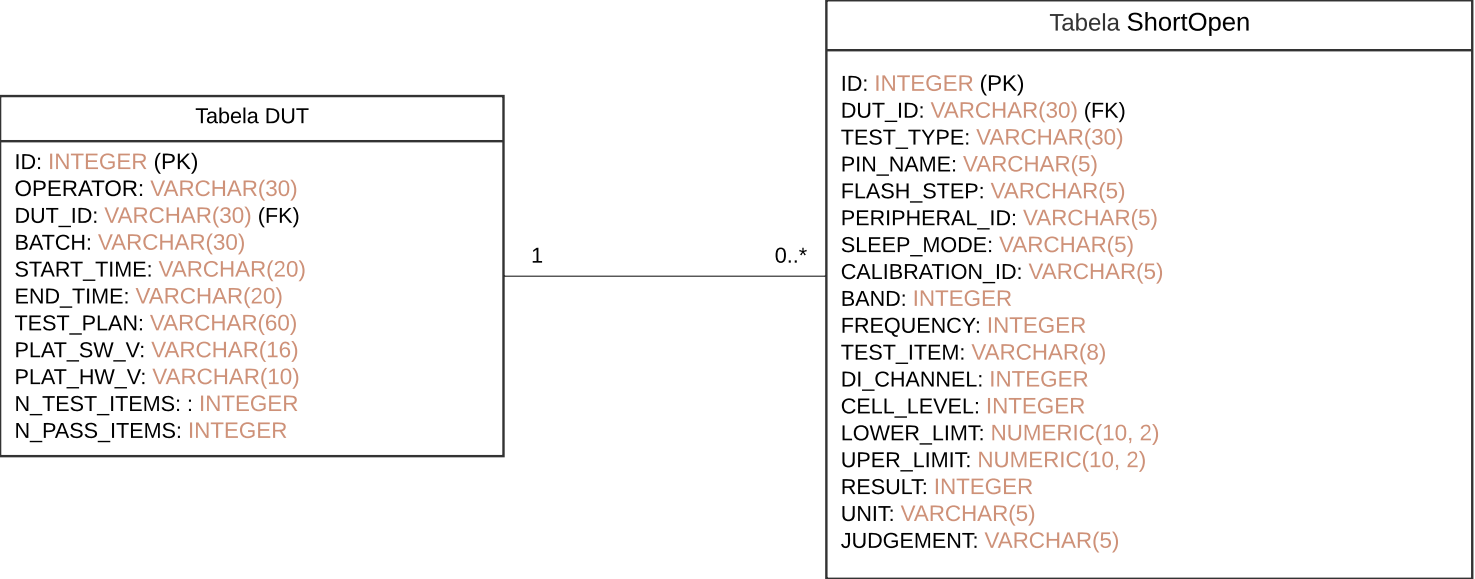 Tabela DUT
ID: INTEGER (PK)
OPERATOR: VARCHAR(30)
DUT_ID: VARCHAR(30) (FK)
BATCH: VARCHAR(30)
START_TIME: VARCHAR(20)
END_TIME: VARCHAR(20)
TEST_PLAN: VARCHAR(60)
PLAT_SW_V: VARCHAR(16)
PLAT_HW_V: VARCHAR(10)
N_TEST_ITEMS: : INTEGER
N_PASS_ITEMS: INTEGER
1
0..*
Tabela ShortOpen
ID: INTEGER (PK)
DUT_ID: VARCHAR(30) (FK)
TEST_TYPE: VARCHAR(30)
PIN_NAME: VARCHAR(5)
FLASH_STEP: VARCHAR(5)
PERIPHERAL_ID: VARCHAR(5)
SLEEP_MODE: VARCHAR(5)
CALIBRATION_ID: VARCHAR(5)
BAND: INTEGER
FREQUENCY: INTEGER
TEST_ITEM: VARCHAR(8)
DI_CHANNEL: INTEGER
CELL_LEVEL: INTEGER
LOWER_LIMT: NUMERIC(10, 2)
UPER_LIMIT: NUMERIC(10, 2)
RESULT: INTEGER
UNIT: VARCHAR(5)
JUDGEMENT: VARCHAR(5)